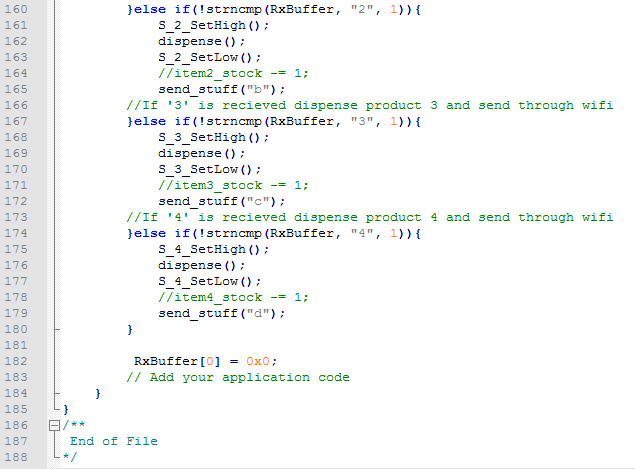 160 }else if(!strncmp(RxBuffer, "2", 1)){
161 S_2_SetHigh();
162 dispense();
163 S_2_SetLow();
164 //item2_stock -= 1;
165 send_stuff("b");
166 //If '3' is recieved dispense product 3 and send through wifi
167 }else if(!strncmp(RxBuffer, "3", 1)){
168 S_3_SetHigh();
169 dispense();
170 S_3_SetLow();
171 //item3_stock -= 1;
172 send_stuff("c");
173 //If '4' is recieved dispense product 4 and send through wifi
174 }else if(!strncmp(RxBuffer, "4", 1)){
175 S_4_SetHigh();
176 dispense();
177 S_4_SetLow();
178 //item4_stock -= 1;
179 send_stuff("d");
180 }
181
182 RxBuffer[0] = 0x0;
183 // Add your application code
184 }
185 }
186 /**
187 End of File
188 */